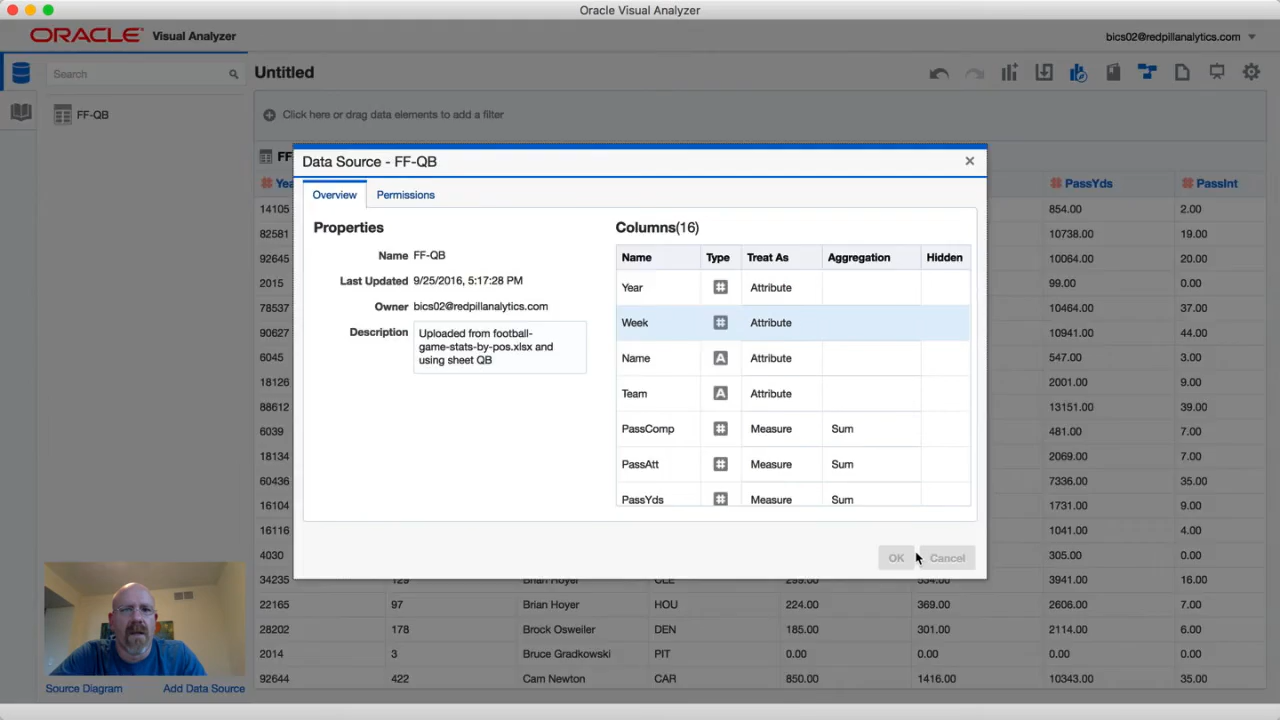 Oracle Visual Analyzer
ORACLE Visual Analyzer
bics02@redpillanalytics.com
Search
Untitled
FF-QB
Click here or drag data elements to add a filter
FF
Data Source - FF-QB
Overview Permissions
Properties
Name FF-QB
Last Updated 9/25/2016, 5:17:28 PM
Owner bics02@redpillanalytics.com
Description Uploaded from football-
game-stats-by-pos.xlsx and
using sheet QB
Columns(16)
Name Type Treat As Aggregation Hidden
Year # Attribute
Week # Attribute
Name A Attribute
Team A Attribute
PassComp # Measure Sum
PassAtt # Measure Sum
PassYds # Measure Sum
OK Cancel
Yea PassYds PassInt
14105 854.00 2.00
82581 10738.00 19.00
92645 10064.00 20.00
2015 99.00 0.00
78537 10464.00 37.00
90627 10941.00 44.00
6045 547.00 3.00
18126 2001.00 9.00
88612 13151.00 39.00
6039 481.00 7.00
18134 2069.00 7.00
60436 7336.00 35.00
16104 1731.00 9.00
16116 1041.00 4.00
4030 305.00 0.00
34235 129 Brian Hoyer CLE 299.00 534.00 3941.00 16.00
22165 97 Brian Hoyer HOU 224.00 369.00 2606.00 7.00
28202 178 Brock Osweiler DEN 185.00 301.00 2114.00 6.00
2014 3 Bruce Gradkowski PIT 0.00 0.00 0.00 0.00
92644 422 Cam Newton CAR 850.00 1416.00 10343.00 35.00
Source Diagram Add Data Source